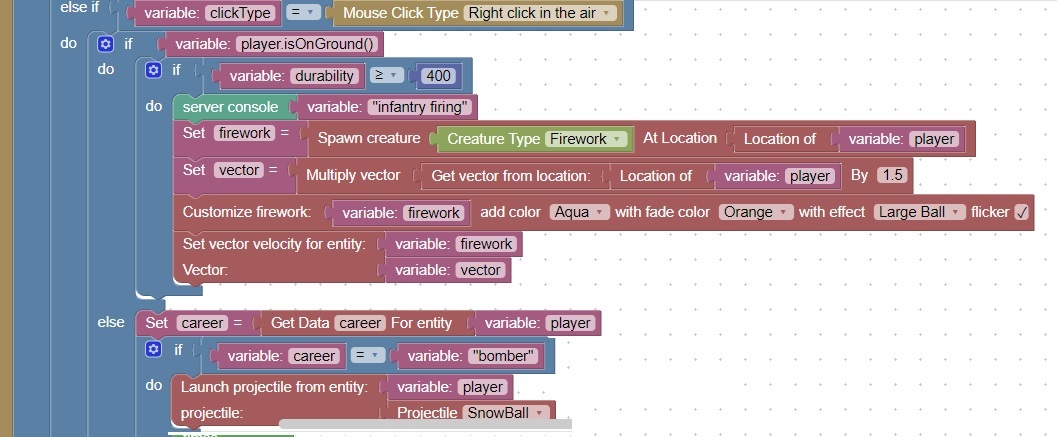 else if variable: clickType = Mouse Click Type Right click in the air
do if variable: player.isOnGround()
do if variable: durability ≥ 400
do server console variable: "infantry firing"
Set firework = Spawn creature Creature Type Firework At Location Location of variable: player
Set vector = Multiply vector Get vector from location: Location of variable: player By 1.5
Customize firework: variable: firework add color Aqua with fade color Orange with effect Large Ball flicker ✓
Set vector velocity for entity: variable: firework
Vector: variable: vector
else Set career = Get Data career For entity variable: player
if variable: career = variable: "bomber"
do Launch projectile from entity: variable: player
projectile: Projectile SnowBall